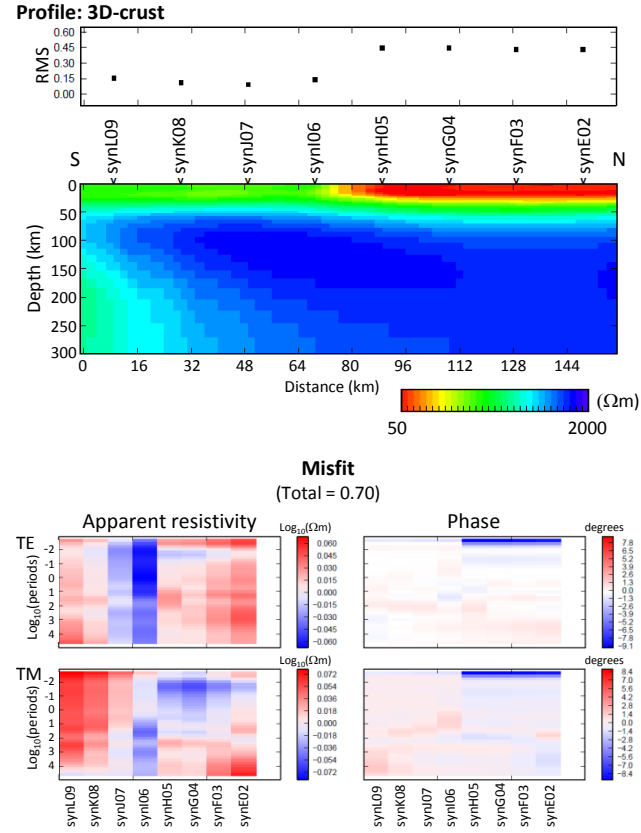 Profile: 3D-crust
RMS
0.60
0.45
0.30
0.15
0.00
S
synL09
synK08
synJ07
synI06
synH05
synG04
synF03
synE02
N
Depth (km)
0
50
100
150
200
250
300
0 16 32 48 64 80 96 112 128 144
Distance (km)
(Ωm)
50 2000
Misfit
(Total = 0.70)
Apparent resistivity
Phase
TE
Log10(periods)
-2
-1
0
1
2
3
4
Log10(Ωm)
0.060
0.045
0.030
0.015
0.000
-0.015
-0.030
-0.045
-0.060
degrees
7.8
5.9
4.0
2.1
0.3
-1.6
-3.5
-5.3
-7.2
-9.1
TM
Log10(periods)
-2
-1
0
1
2
3
4
Log10(Ωm)
0.072
0.054
0.036
0.018
0.000
-0.018
-0.036
-0.054
-0.072
degrees
8.4
7.0
5.6
4.2
2.8
1.4
0.0
-1.4
-2.8
-4.2
-5.6
-7.0
-8.4
synL09
synK08
synJ07
synI06
synH05
synG04
synF03
synE02
synL09
synK08
synJ07
synI06
synH05
synG04
synF03
synE02